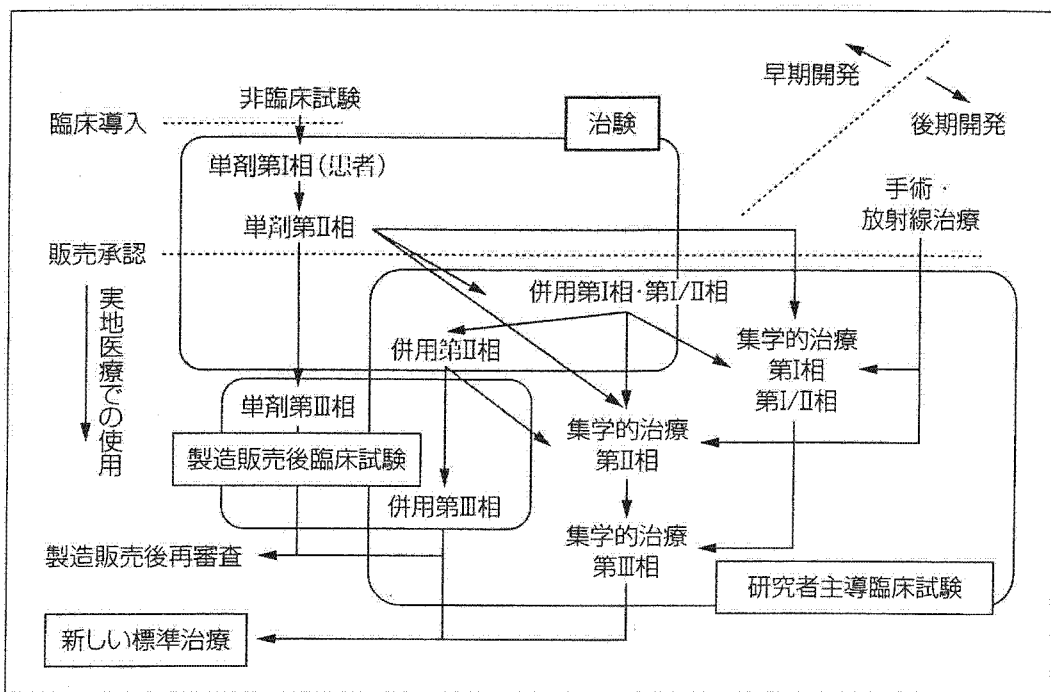 早期開発
後期開発
非臨床試験
臨床導入
治験
単剤第Ⅰ相(患者)
手術・
放射線治療
単剤第Ⅱ相
販売承認
併用第Ⅰ相・第Ⅰ/Ⅱ相
実地医療での使用
併用第Ⅱ相
集学的治療
第Ⅰ相
第Ⅰ/Ⅱ相
単剤第Ⅲ相
集学的治療
第Ⅱ相
製造販売後臨床試験
併用第Ⅲ相
集学的治療
第Ⅲ相
製造販売後再審査
研究者主導臨床試験
新しい標準治療